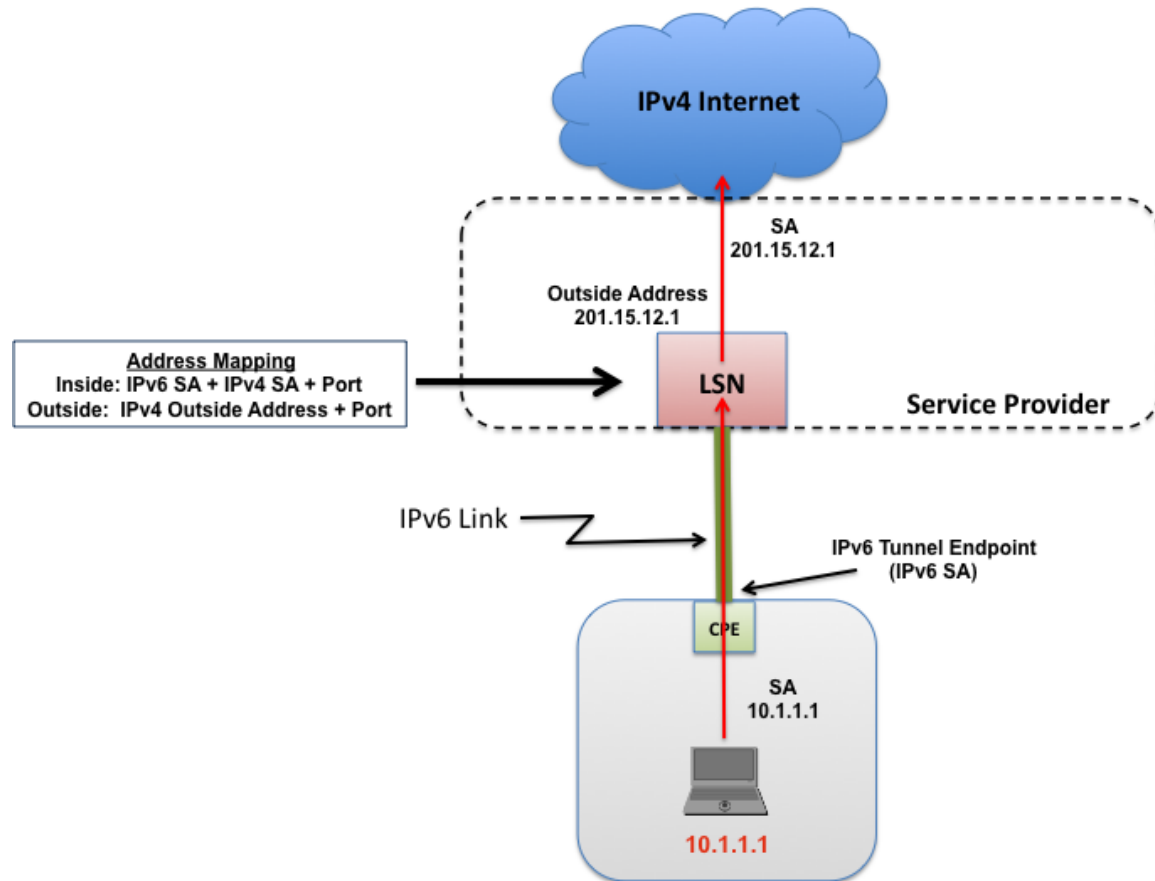 IPv4 Internet
SA
201.15.12.1
Outside Address
201.15.12.1
Address Mapping
Inside: IPv6 SA + IPv4 SA + Port
Outside: IPv4 Outside Address + Port
LSN
Service Provider
IPv6 Link
IPv6 Tunnel Endpoint
(IPv6 SA)
CPE
SA
10.1.1.1
10.1.1.1